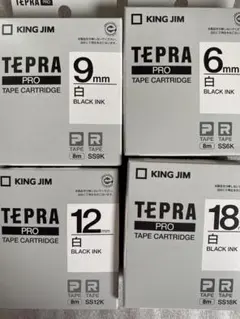 KING JIM
TEPRA
PRO
TAPE CARTRIDGE
9mm
白
BLACK INK
P
TAPE
8m
R
TAPE
SS9K
KING JIM
TEPRA
PRO
TAPE CARTRIDGE
6mm
白
BLACK INK
P
TAPE
8m
R
TAPE
SS6K
KING JIM
TEPRA
PRO
TAPE CARTRIDGE
12mm
白
BLACK INK
P
TAPE
8m
R
TAPE
SS12K
KING JIM
TEPRA
PRO
TAPE CARTRIDGE
18
白
BLACK INK
P
TAPE
8m
R
TAPE
SS18K